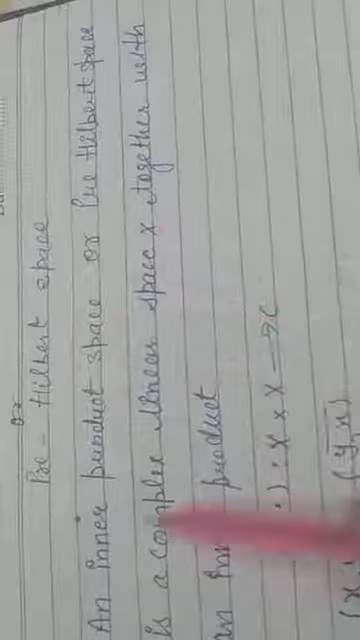 or
Pre - Hilbert space
An inner product space or Pre Hilbert space
is a complex linear space x together with
an product
) : X x X → C
(y, x)